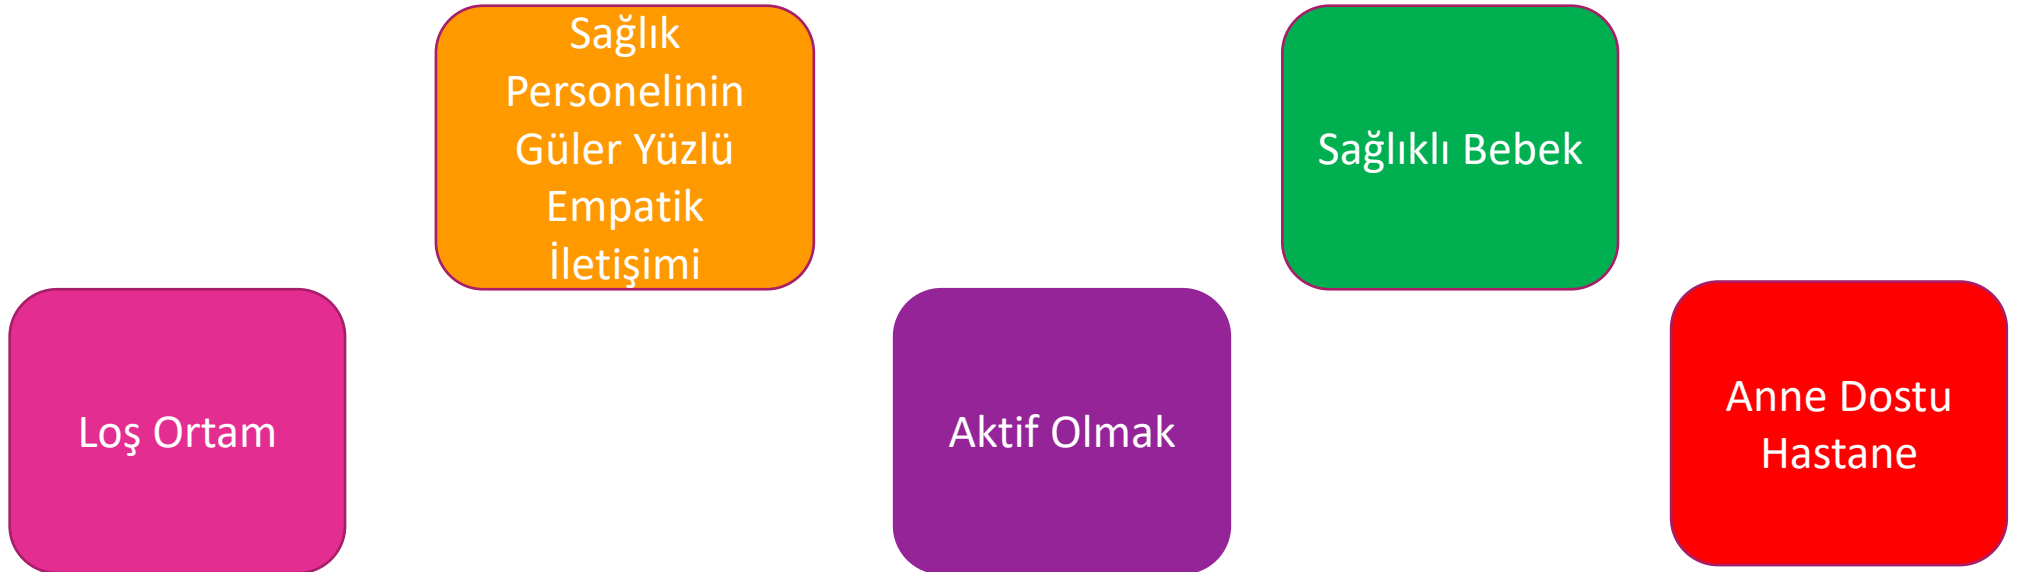 Sağlık
Personelinin
Güler Yüzlü
Empatik
İletişimi
Sağlıklı Bebek
Loş Ortam
Aktif Olmak
Anne Dostu
Hastane